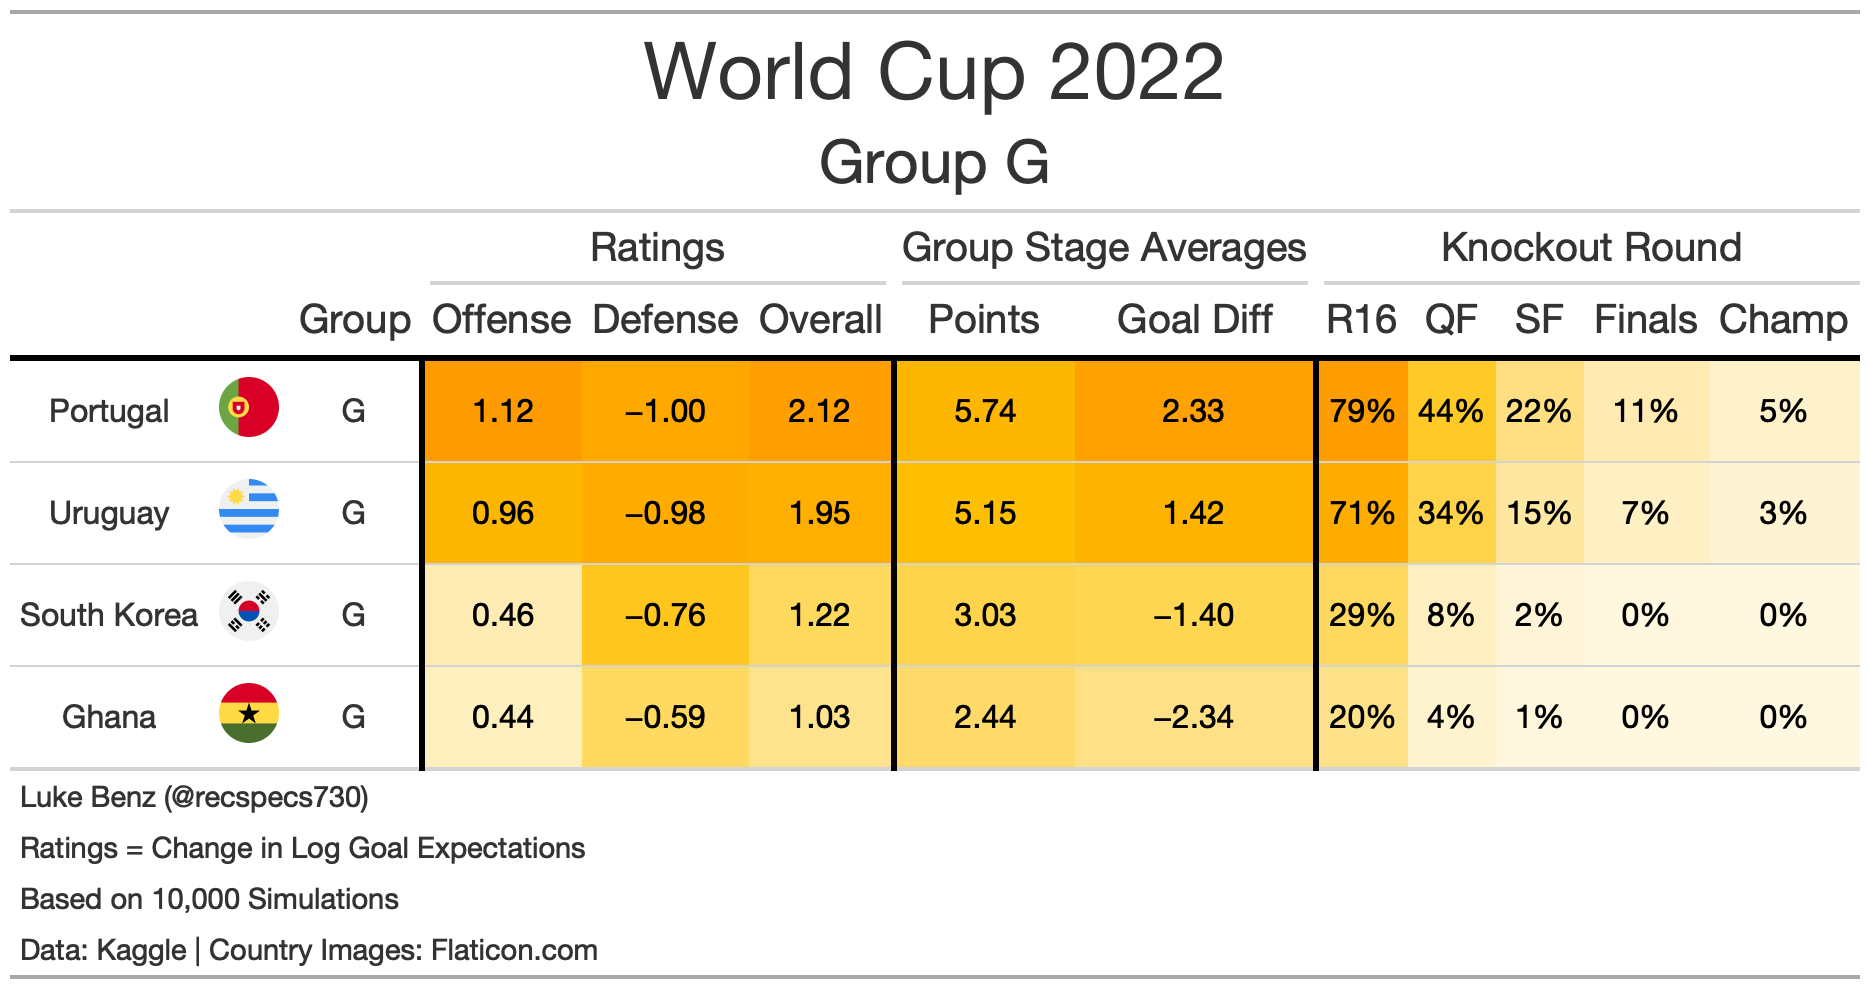 World Cup 2022
Group G
Ratings Group Stage Averages Knockout Round
Group Offense Defense Overall Points Goal Diff R16 QF SF Finals Champ
Portugal G 1.12 −1.00 2.12 5.74 2.33 79% 44% 22% 11% 5%
Uruguay G 0.96 −0.98 1.95 5.15 1.42 71% 34% 15% 7% 3%
South Korea G 0.46 −0.76 1.22 3.03 −1.40 29% 8% 2% 0% 0%
Ghana G 0.44 −0.59 1.03 2.44 −2.34 20% 4% 1% 0% 0%
Luke Benz (@recspecs730)
Ratings = Change in Log Goal Expectations
Based on 10,000 Simulations
Data: Kaggle | Country Images: Flaticon.com